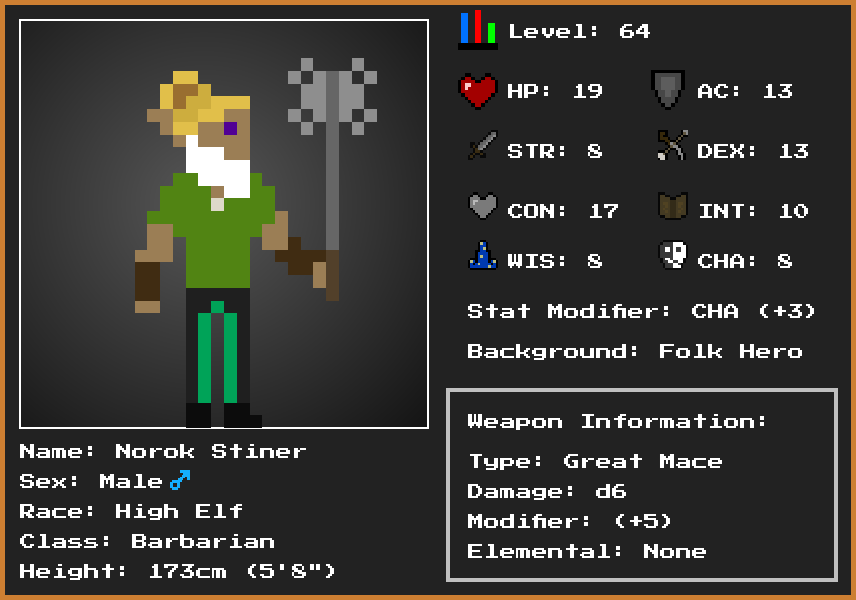 Level: 64
HP: 19
AC: 13
STR: 8
DEX: 13
CON: 17
INT: 10
WIS: 8
CHA: 8
Stat Modifier: CHA (+3)
Background: Folk Hero
Weapon Information:
Type: Great Mace
Damage: d6
Modifier: (+5)
Elemental: None
Name: Norok Stiner
Sex: Male♂
Race: High Elf
Class: Barbarian
Height: 173cm (5'8")